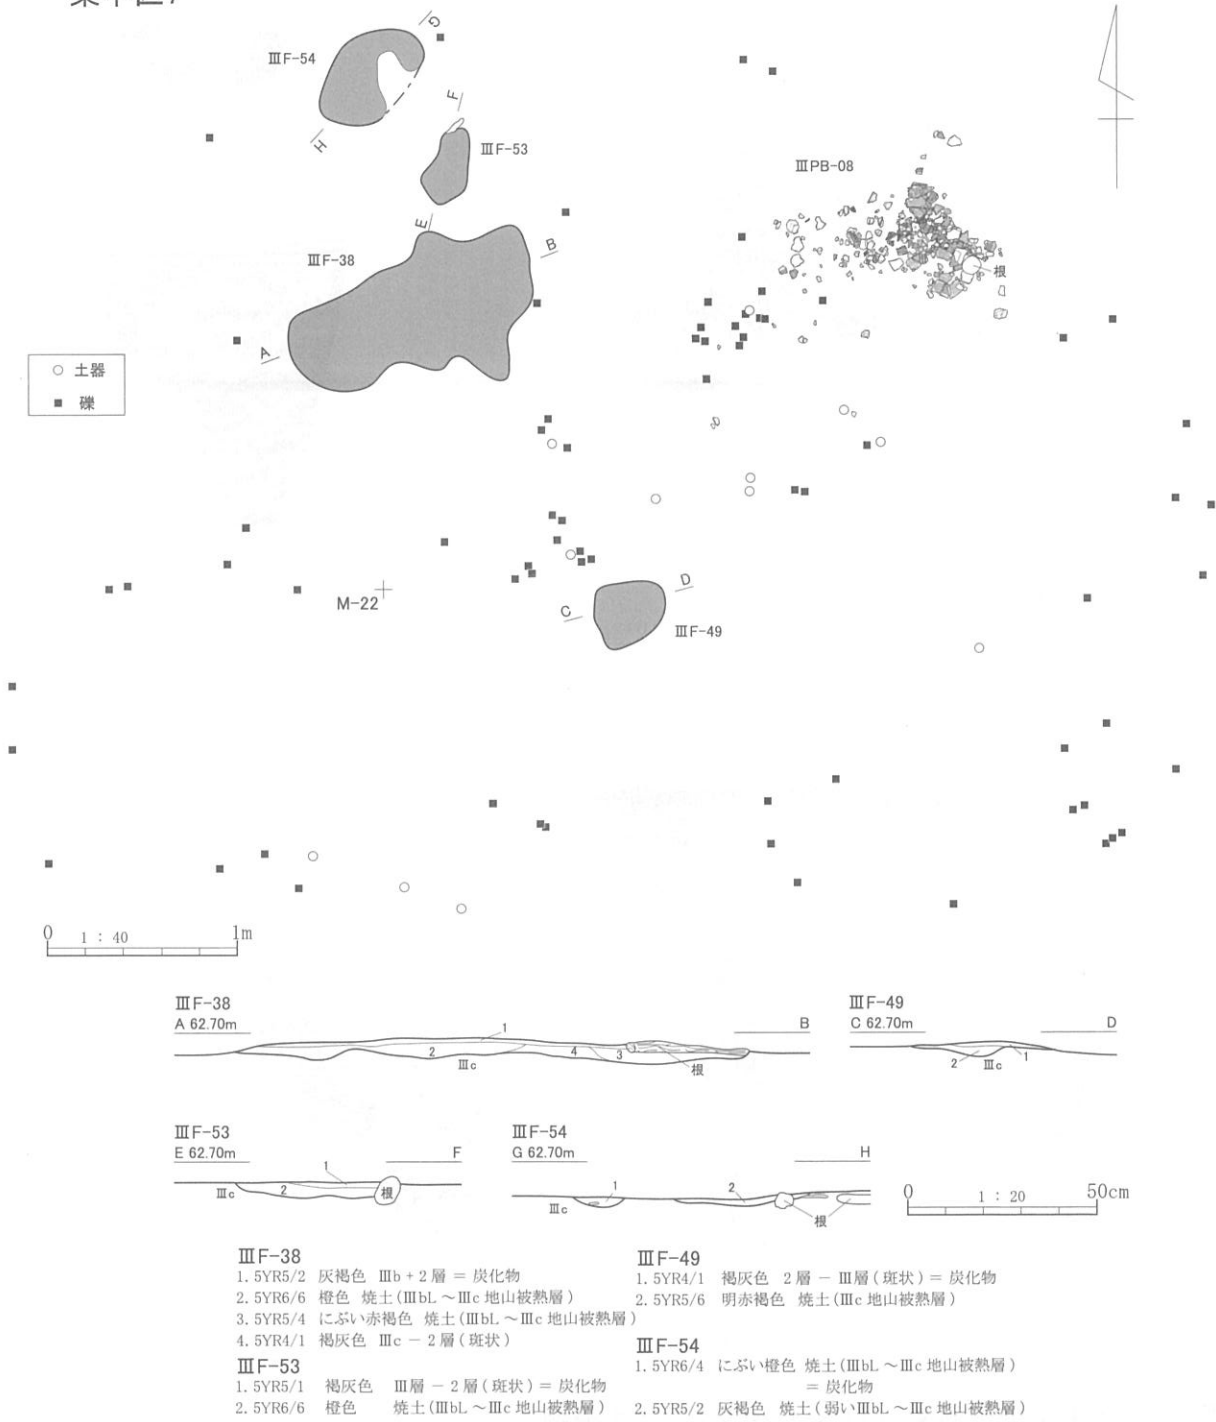 ⅢF-54
G
H
F
ⅢF-53
E
ⅢPB-08
根
ⅢF-38
B
A
○ 土器
■ 礫
M-22
C
D
ⅢF-49
0 1 : 40 1m
ⅢF-38
A 62.70m B
1
2 4 3
Ⅲc 根
ⅢF-49
C 62.70m D
2 Ⅲc 1
ⅢF-53
E 62.70m F
1
Ⅲc 2 根
ⅢF-54
G 62.70m H
1 2
Ⅲc 根
0 1 : 20 50cm
ⅢF-38
1. 5YR5/2 灰褐色 Ⅲb + 2層 = 炭化物
2. 5YR6/6 橙色 焼土(ⅢbL ～Ⅲc 地山被熱層)
3. 5YR5/4 にぶい赤褐色 焼土(ⅢbL ～Ⅲc 地山被熱層)
4. 5YR4/1 褐灰色 Ⅲc － 2層(斑状)
ⅢF-53
1. 5YR5/1 褐灰色 Ⅲ層 － 2層(斑状) = 炭化物
2. 5YR6/6 橙色 焼土(ⅢbL ～Ⅲc 地山被熱層)
ⅢF-49
1. 5YR4/1 褐灰色 2層 － Ⅲ層(斑状) = 炭化物
2. 5YR5/6 明赤褐色 焼土(Ⅲc 地山被熱層)
ⅢF-54
1. 5YR6/4 にぶい橙色 焼土(ⅢbL ～Ⅲc 地山被熱層)
= 炭化物
2. 5YR5/2 灰褐色 焼土(弱いⅢbL ～Ⅲc 地山被熱層)